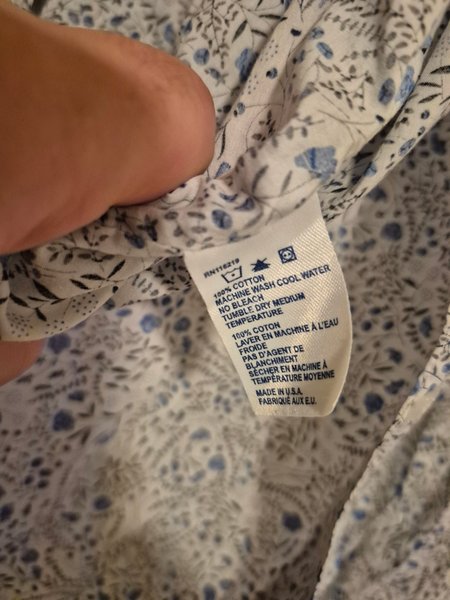 RN116219
100% COTTON
MACHINE WASH COOL WATER
NO BLEACH
TUMBLE DRY MEDIUM
TEMPERATURE
100% COTON
LAVER EN MACHINE À L'EAU
FROIDE
PAS D'AGENT DE
BLANCHIMENT
SÉCHER EN MACHINE À
TEMPÉRATURE MOYENNE
MADE IN U.S.A.
FABRIQUÉ AUX E.U.